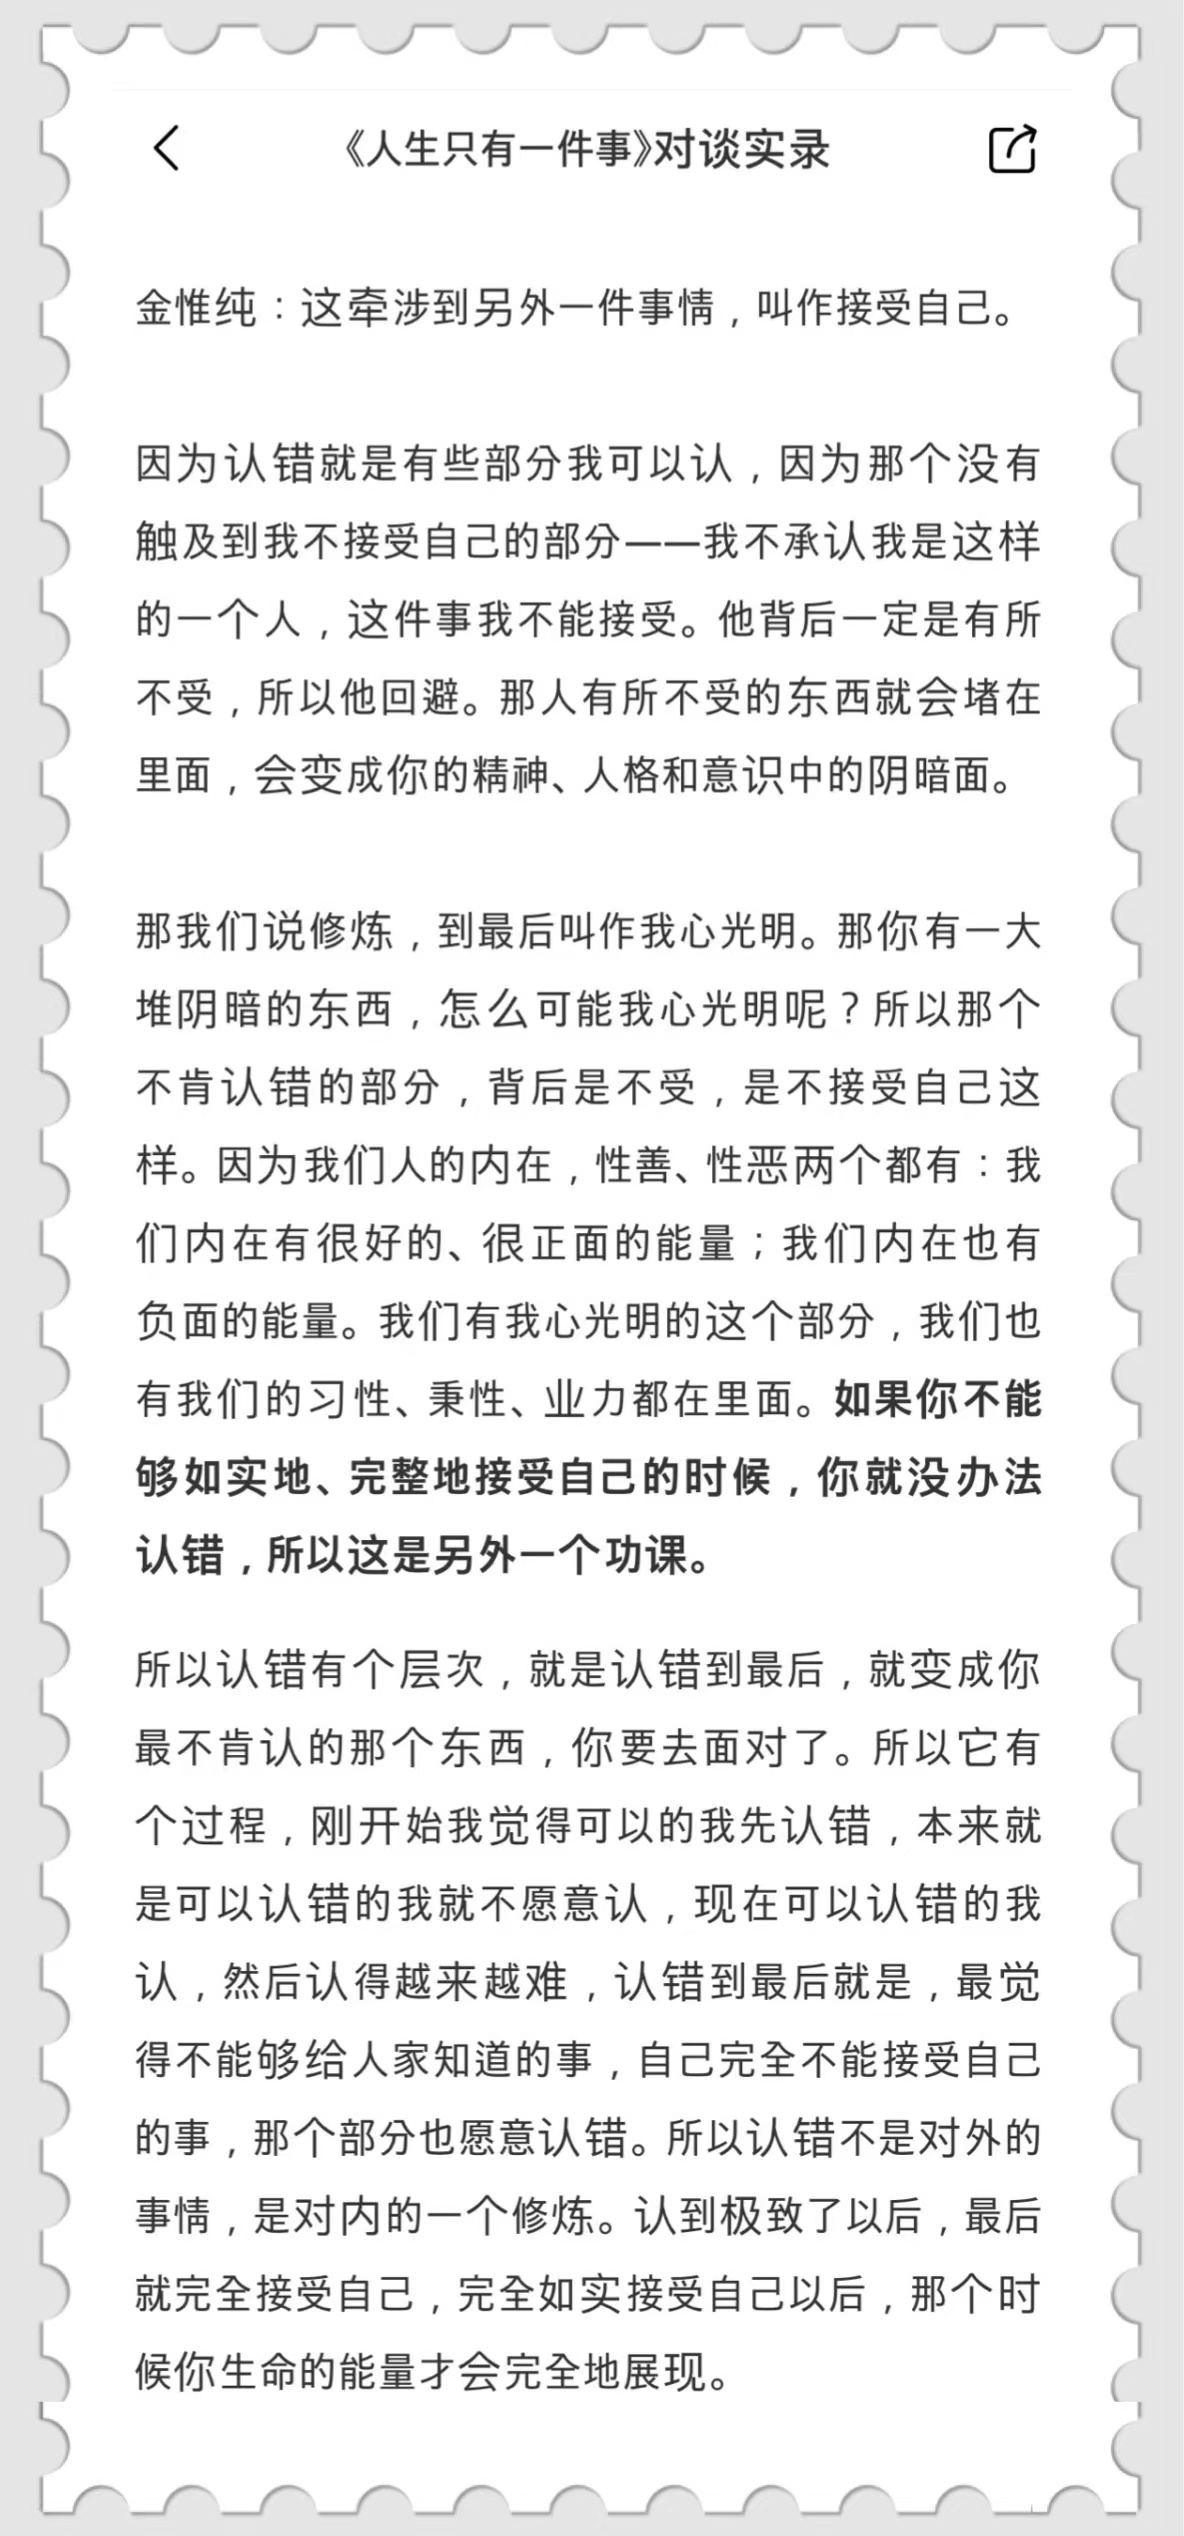 《人生只有一件事》对谈实录
金惟纯：这牵涉到另外一件事情，叫作接受自己。
因为认错就是有些部分我可以认，因为那个没有
触及到我不接受自己的部分——我不承认我是这样
的一个人，这件事我不能接受。他背后一定是有所
不受，所以他回避。那人有所不受的东西就会堵在
里面，会变成你的精神、人格和意识中的阴暗面。
那我们说修炼，到最后叫作我心光明。那你有一大
堆阴暗的东西，怎么可能我心光明呢？所以那个
不肯认错的部分，背后是不受，是不接受自己这
样。因为我们人的内在，性善、性恶两个都有：我
们内在有很好的、很正面的能量；我们内在也有
负面的能量。我们有我心光明的这个部分，我们也
有我们的习性、秉性、业力都在里面。如果你不能
够如实地、完整地接受自己的时候，你就没办法
认错，所以这是另外一个功课。
所以认错有个层次，就是认错到最后，就变成你
最不肯认的那个东西，你要去面对了。所以它有
个过程，刚开始我觉得可以的我先认错，本来就
是可以认错的我就不愿意认，现在可以认错的我
认，然后认得越来越难，认错到最后就是，最觉
得不能够给人家知道的事，自己完全不能接受自己
的事，那个部分也愿意认错。所以认错不是对外的
事情，是对内的一个修炼。认到极致了以后，最后
就完全接受自己，完全如实接受自己以后，那个时
候你生命的能量才会完全地展现。